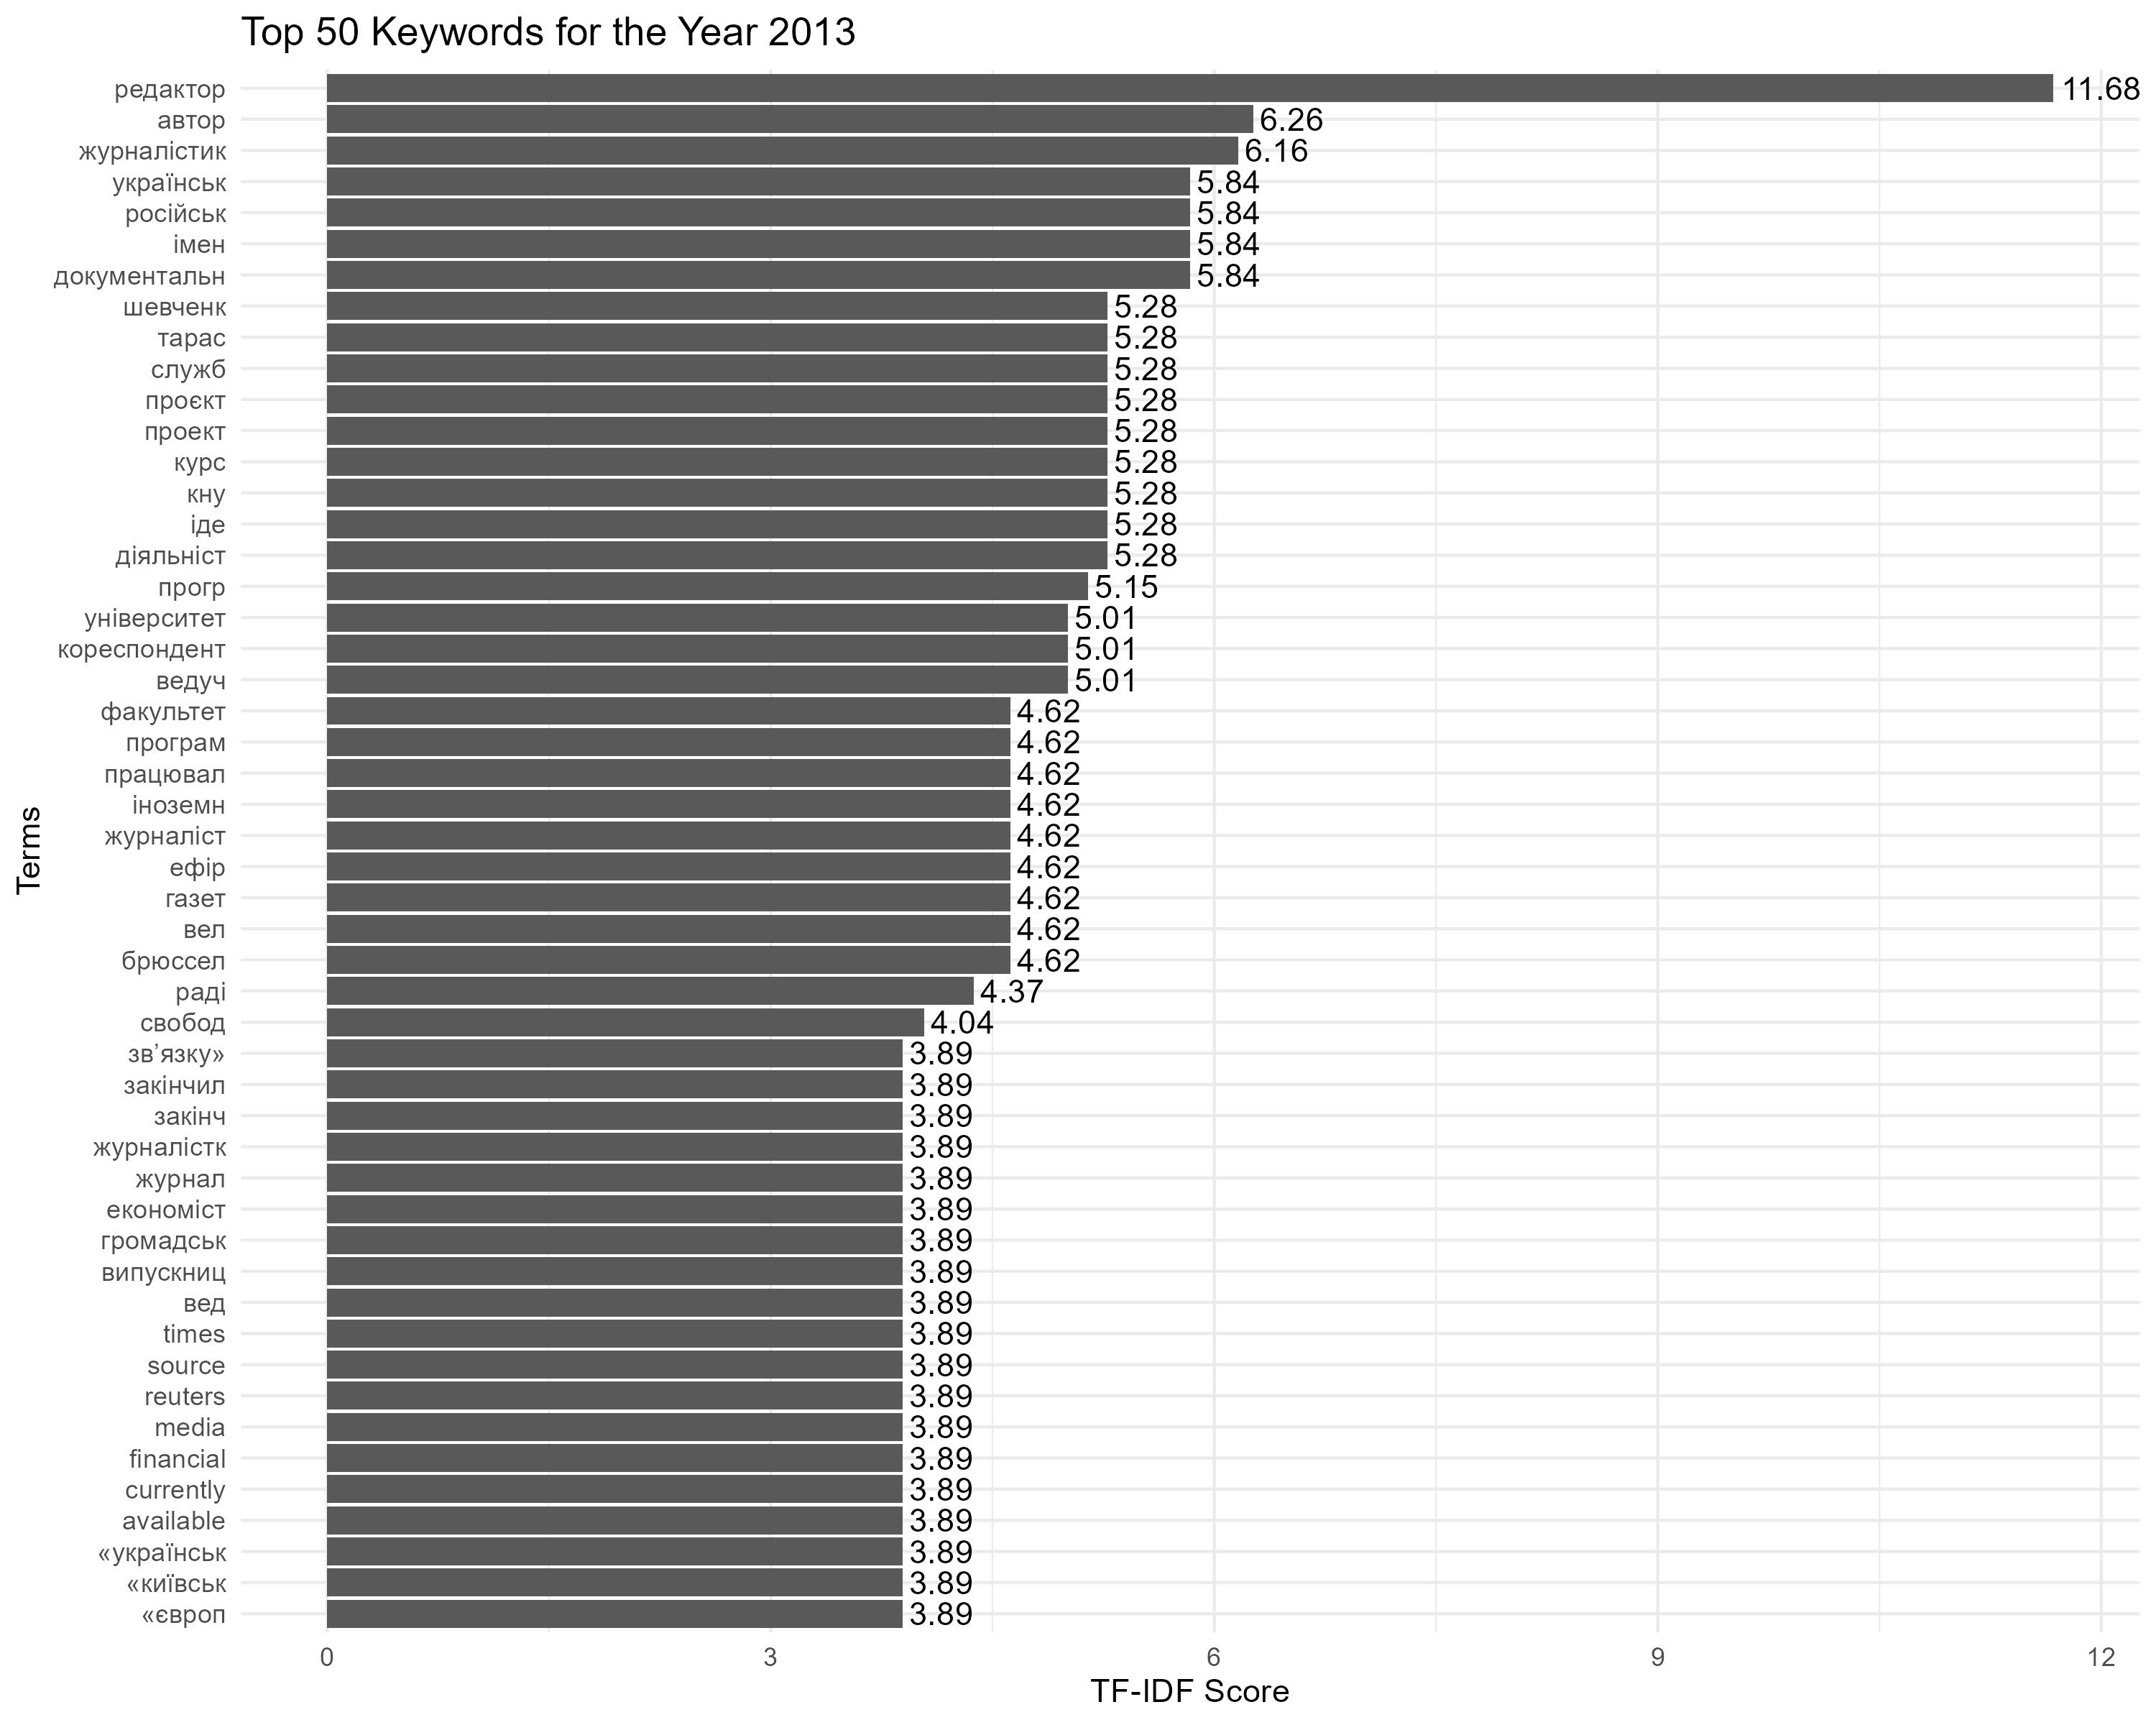 Top 50 Keywords for the Year 2013
редактор 11.68
автор 6.26
журналістик 6.16
українськ 5.84
російськ 5.84
імен 5.84
документальн 5.84
шевченк 5.28
тарас 5.28
служб 5.28
проєкт 5.28
проект 5.28
курс 5.28
кну 5.28
іде 5.28
діяльніст 5.28
прогр 5.15
університет 5.01
кореспондент 5.01
ведуч 5.01
факультет 4.62
програм 4.62
працювал 4.62
іноземн 4.62
журналіст 4.62
ефір 4.62
газет 4.62
вел 4.62
брюссел 4.62
раді 4.37
свобод 4.04
зв’язку» 3.89
закінчил 3.89
закінч 3.89
журналістк 3.89
журнал 3.89
економіст 3.89
громадськ 3.89
випускниц 3.89
вед 3.89
times 3.89
source 3.89
reuters 3.89
media 3.89
financial 3.89
currently 3.89
available 3.89
«українськ 3.89
«київськ 3.89
«європ 3.89
0 3 6 9 12
TF-IDF Score
Terms